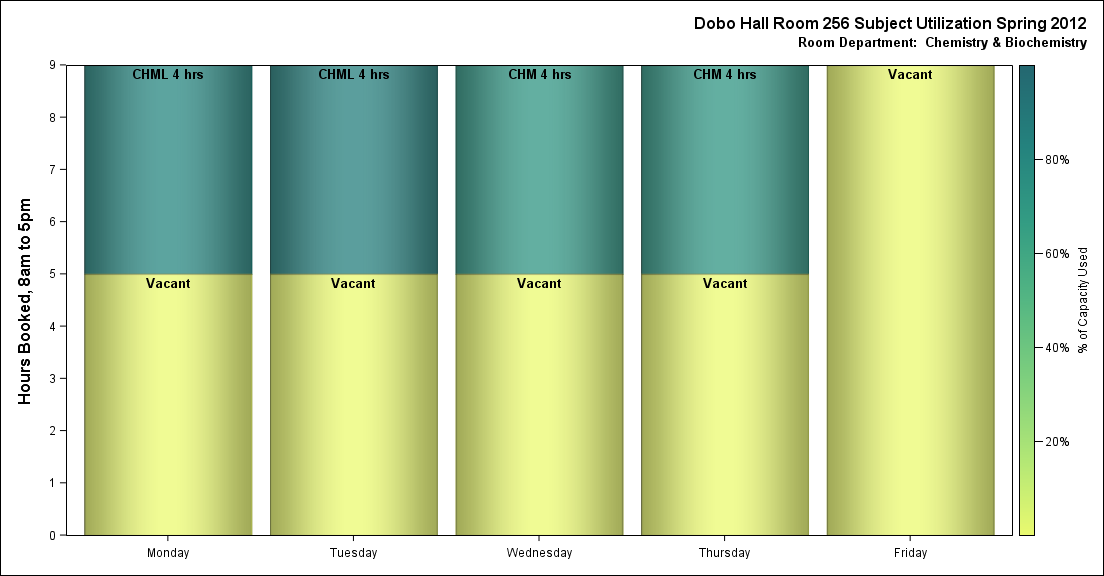 Dobo Hall Room 256 Subject Utilization Spring 2012
Room Department:  Chemistry & Biochemistry
Hours Booked, 8am to 5pm
9
8
7
6
5
4
3
2
1
0
CHML 4 hrs
CHML 4 hrs
CHM 4 hrs
CHM 4 hrs
Vacant
Vacant
Vacant
Vacant
Vacant
Monday
Tuesday
Wednesday
Thursday
Friday
80%
60%
40%
20%
% of Capacity Used